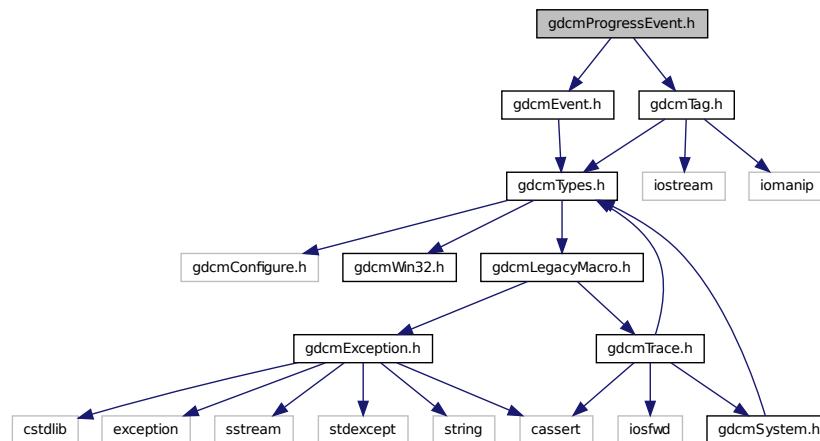 gdcmProgressEvent.h
gdcmEvent.h
gdcmTag.h
gdcmTypes.h
iostream
iomanip
gdcmConfigure.h
gdcmWin32.h
gdcmLegacyMacro.h
gdcmException.h
gdcmTrace.h
cstdlib
exception
sstream
stdexcept
string
cassert
iosfwd
gdcmSystem.h